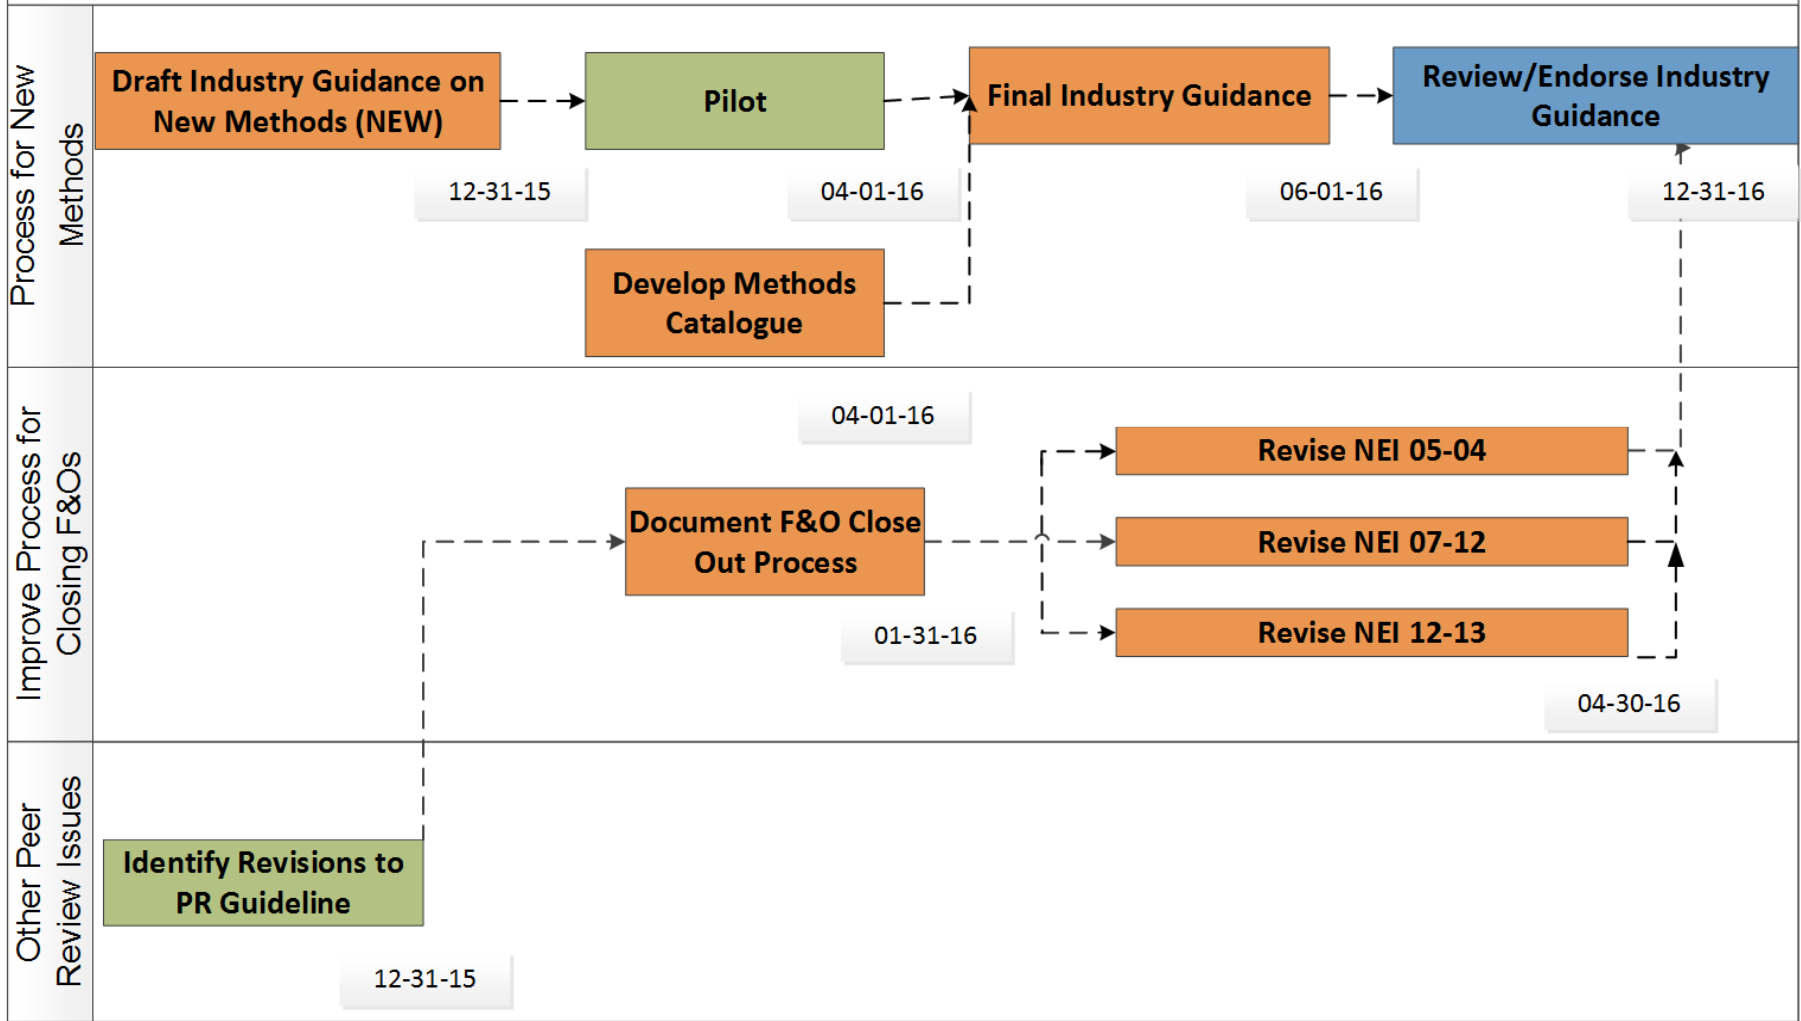 Process for New
Methods
Draft Industry Guidance on
New Methods (NEW)
Pilot
Final Industry Guidance
Review/Endorse Industry
Guidance
12-31-15
04-01-16
06-01-16
12-31-16
Develop Methods
Catalogue
Improve Process for
Closing F&Os
04-01-16
Document F&O Close
Out Process
01-31-16
Revise NEI 05-04
Revise NEI 07-12
Revise NEI 12-13
04-30-16
Other Peer
Review Issues
Identify Revisions to
PR Guideline
12-31-15